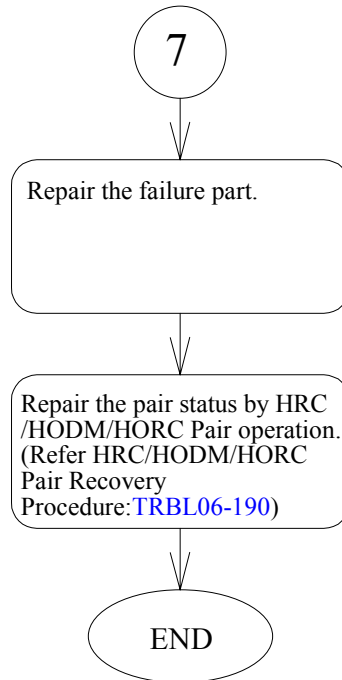 7
Repair the failure part.
Repair the pair status by HRC
/HODM/HORC Pair operation.
(Refer HRC/HODM/HORC
Pair Recovery
Procedure:TRBL06-190)
END